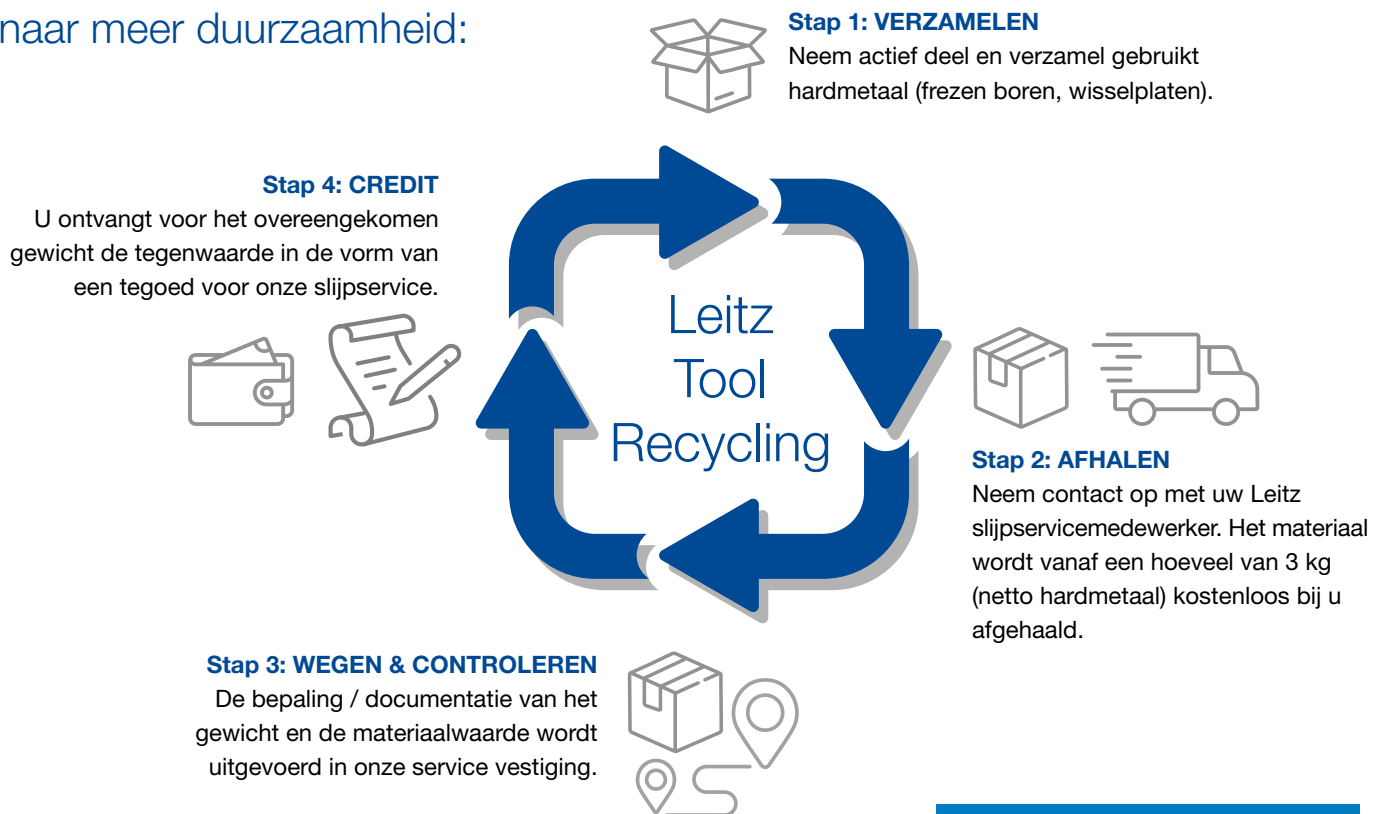 naar meer duurzaamheid:
Stap 1: VERZAMELEN
Neem actief deel en verzamel gebruikt
hardmetaal (frezen boren, wisselplaten).
Stap 4: CREDIT
U ontvangt voor het overeengekomen
gewicht de tegenwaarde in de vorm van
een tegoed voor onze slijpservice.
Leitz
Tool
Recycling
Stap 2: AFHALEN
Neem contact op met uw Leitz
slijpservicemedewerker. Het materiaal
wordt vanaf een hoeveel van 3 kg
(netto hardmetaal) kostenloos bij u
afgehaald.
Stap 3: WEGEN & CONTROLEREN
De bepaling / documentatie van het
gewicht en de materiaalwaarde wordt
uitgevoerd in onze service vestiging.